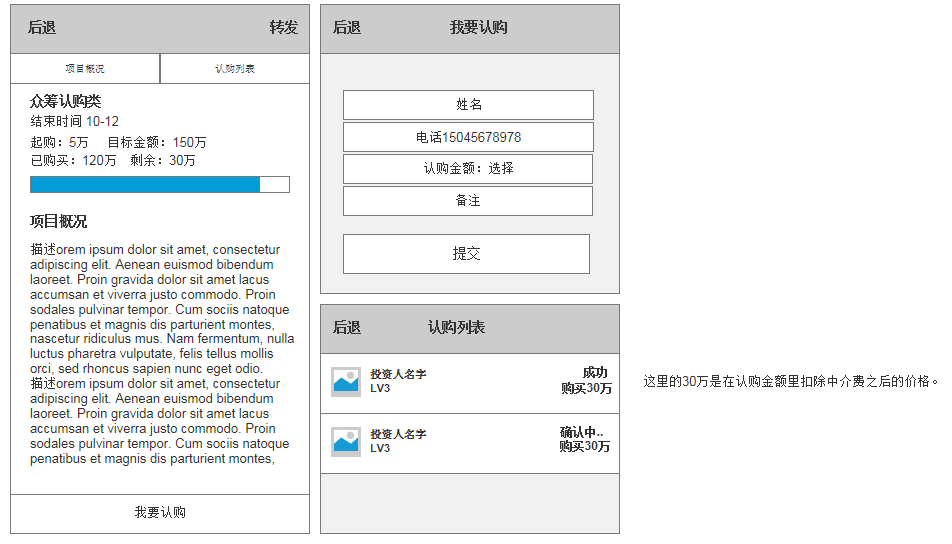 后退 转发
项目概况 认购列表
众筹认购类
结束时间 10-12
起购：5万 目标金额：150万
已购买：120万 剩余：30万
项目概况
描述orem ipsum dolor sit amet, consectetur
adipiscing elit. Aenean euismod bibendum
laoreet. Proin gravida dolor sit amet lacus
accumsan et viverra justo commodo. Proin
sodales pulvinar tempor. Cum sociis natoque
penatibus et magnis dis parturient montes,
nascetur ridiculus mus. Nam fermentum, nulla
luctus pharetra vulputate, felis tellus mollis
orci, sed rhoncus sapien nunc eget odio.
描述orem ipsum dolor sit amet, consectetur
adipiscing elit. Aenean euismod bibendum
laoreet. Proin gravida dolor sit amet lacus
accumsan et viverra justo commodo. Proin
sodales pulvinar tempor. Cum sociis natoque
penatibus et magnis dis parturient montes,
我要认购
后退 我要认购
姓名
电话15045678978
认购金额：选择
备注
提交
后退 认购列表
投资人名字 成功
LV3 购买30万
投资人名字 确认中..
LV3 购买30万
这里的30万是在认购金额里扣除中介费之后的价格。